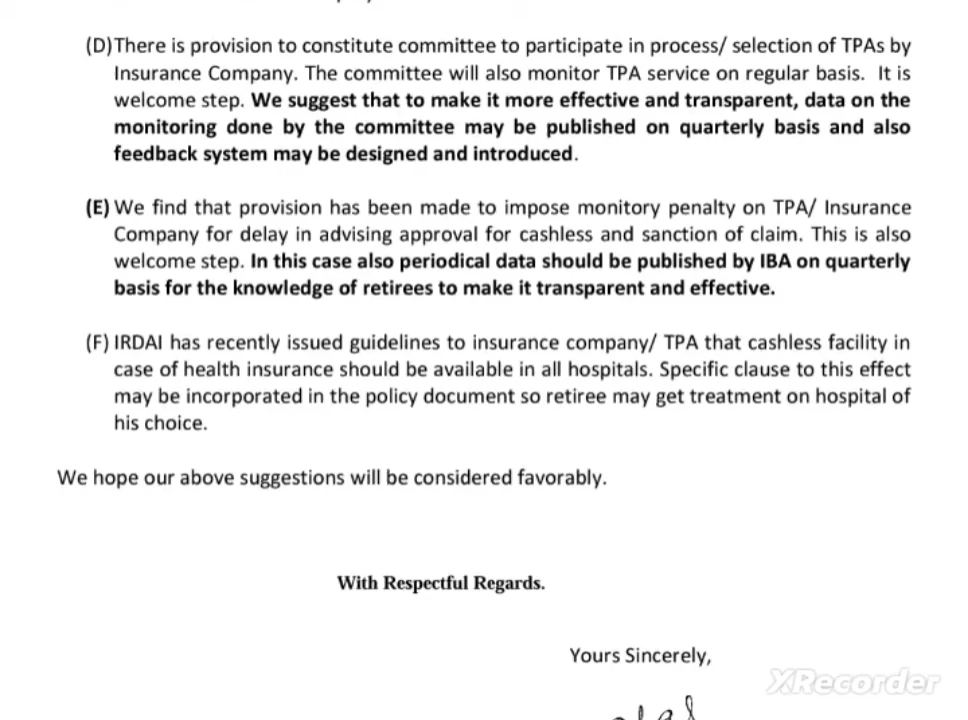 (D)There is provision to constitute committee to participate in process/ selection of TPAs by
Insurance Company. The committee will also monitor TPA service on regular basis. It is
welcome step. We suggest that to make it more effective and transparent, data on the
monitoring done by the committee may be published on quarterly basis and also
feedback system may be designed and introduced.
(E) We find that provision has been made to impose monitory penalty on TPA/ Insurance
Company for delay in advising approval for cashless and sanction of claim. This is also
welcome step. In this case also periodical data should be published by IBA on quarterly
basis for the knowledge of retirees to make it transparent and effective.
(F) IRDAI has recently issued guidelines to insurance company/ TPA that cashless facility in
case of health insurance should be available in all hospitals. Specific clause to this effect
may be incorporated in the policy document so retiree may get treatment on hospital of
his choice.
We hope our above suggestions will be considered favorably.
With Respectful Regards.
Yours Sincerely,
XRecorder